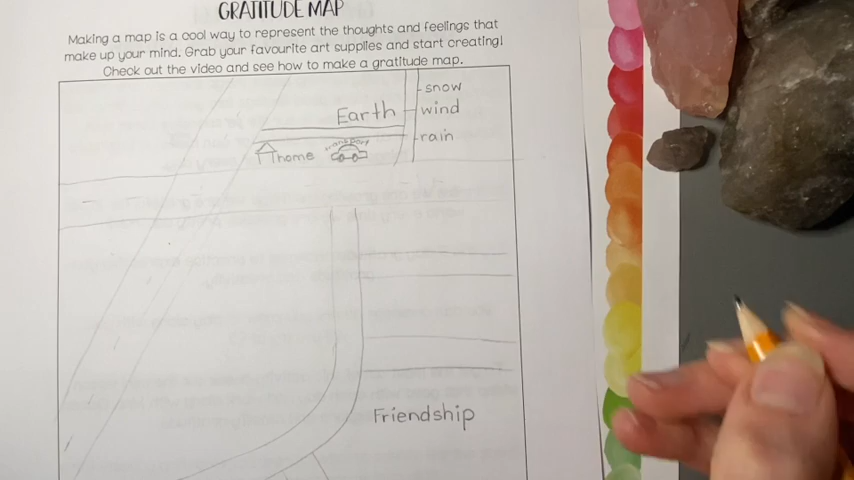 GRATITUDE MAP
Making a map is a cool way to represent the thoughts and feelings that
make up your mind. Grab your favourite art supplies and start creating!
Check out the video and see how to make a gratitude map.
snow
Earth
wind
rain
transport
home
Friendship